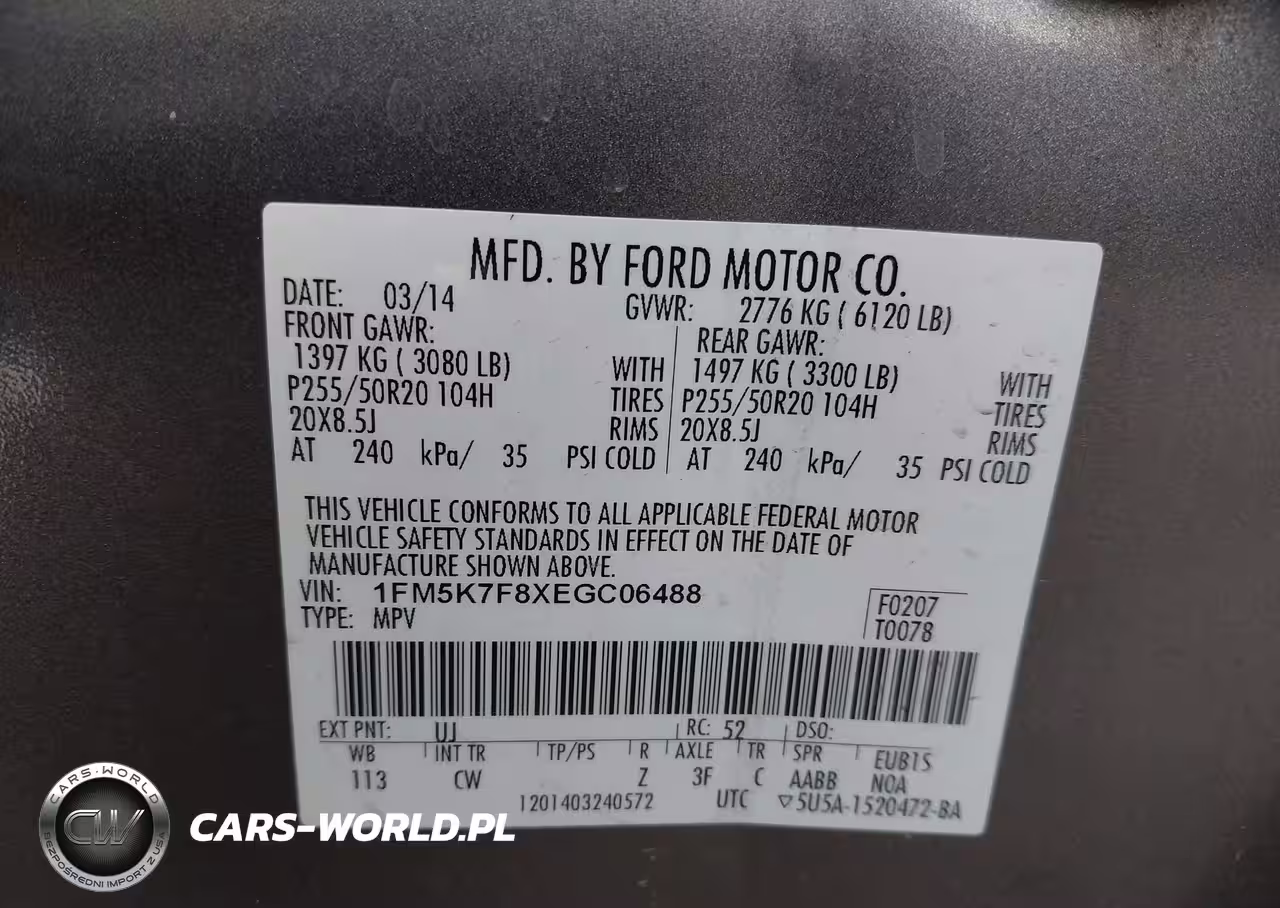 MFD. BY FORD MOTOR CO.
DATE: 03/14 GVWR: 2776 KG ( 6120 LB)
FRONT GAWR: REAR GAWR:
1397 KG ( 3080 LB) WITH 1497 KG ( 3300 LB) WITH
P255/50R20 104H TIRES P255/50R20 104H TIRES
20X8.5J RIMS 20X8.5J RIMS
AT 240 kPa/ 35 PSI COLD AT 240 kPa/ 35 PSI COLD
THIS VEHICLE CONFORMS TO ALL APPLICABLE FEDERAL MOTOR
VEHICLE SAFETY STANDARDS IN EFFECT ON THE DATE OF
MANUFACTURE SHOWN ABOVE.
VIN: 1FM5K7F8XEGC06488
TYPE: MPV
F0207
T0078
EXT PNT: UJ RC: 52 DSO:
WB INT TR TP/PS R AXLE TR SPR EUB1S
113 CW Z 3F C AABB NOA
1201403240572 UTC ▽5U5A-1520472-BA
CARS-WORLD
CW
BEZPOŚREDNI IMPORT Z USA
CARS-WORLD.PL